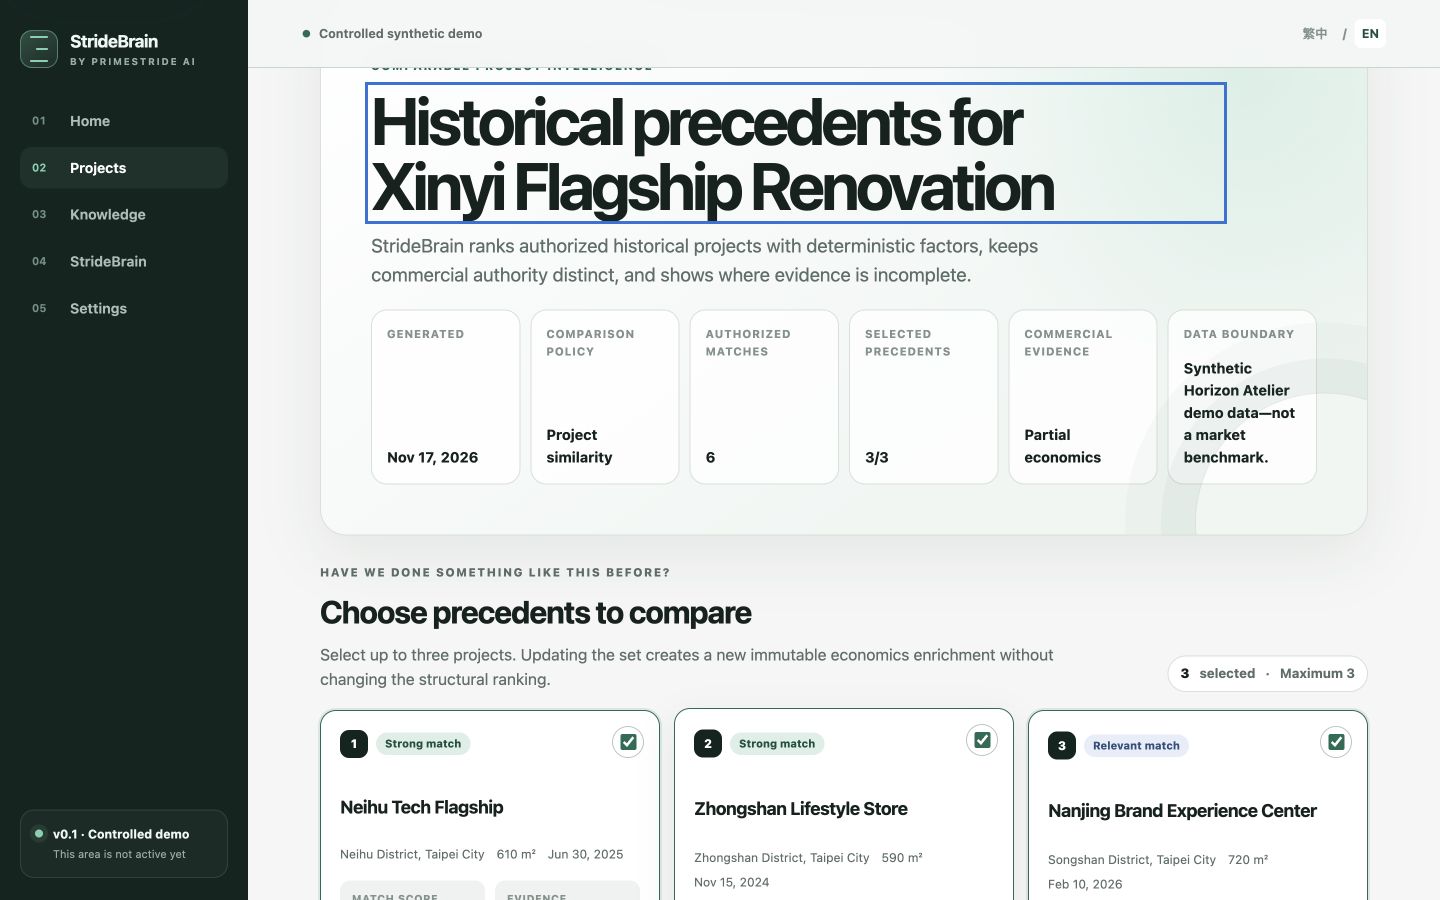 StrideBrain
BY PRIMESTRIDE AI
01 Home
02 Projects
03 Knowledge
04 StrideBrain
05 Settings
v0.1 · Controlled demo
This area is not active yet
Controlled synthetic demo
繁中 / EN
COMPARABLE PROJECT INTELLIGENCE
Historical precedents for
Xinyi Flagship Renovation
StrideBrain ranks authorized historical projects with deterministic factors, keeps
commercial authority distinct, and shows where evidence is incomplete.
GENERATED
Nov 17, 2026
COMPARISON
POLICY
Project
similarity
AUTHORIZED
MATCHES
6
SELECTED
PRECEDENTS
3/3
COMMERCIAL
EVIDENCE
Partial
economics
DATA BOUNDARY
Synthetic
Horizon Atelier
demo data—not
a market
benchmark.
HAVE WE DONE SOMETHING LIKE THIS BEFORE?
Choose precedents to compare
Select up to three projects. Updating the set creates a new immutable economics enrichment without
changing the structural ranking.
3 selected · Maximum 3
1 Strong match
Neihu Tech Flagship
Neihu District, Taipei City 610 m² Jun 30, 2025
MATCH SCORE
EVIDENCE
2 Strong match
Zhongshan Lifestyle Store
Zhongshan District, Taipei City 590 m²
Nov 15, 2024
3 Relevant match
Nanjing Brand Experience Center
Songshan District, Taipei City 720 m²
Feb 10, 2026